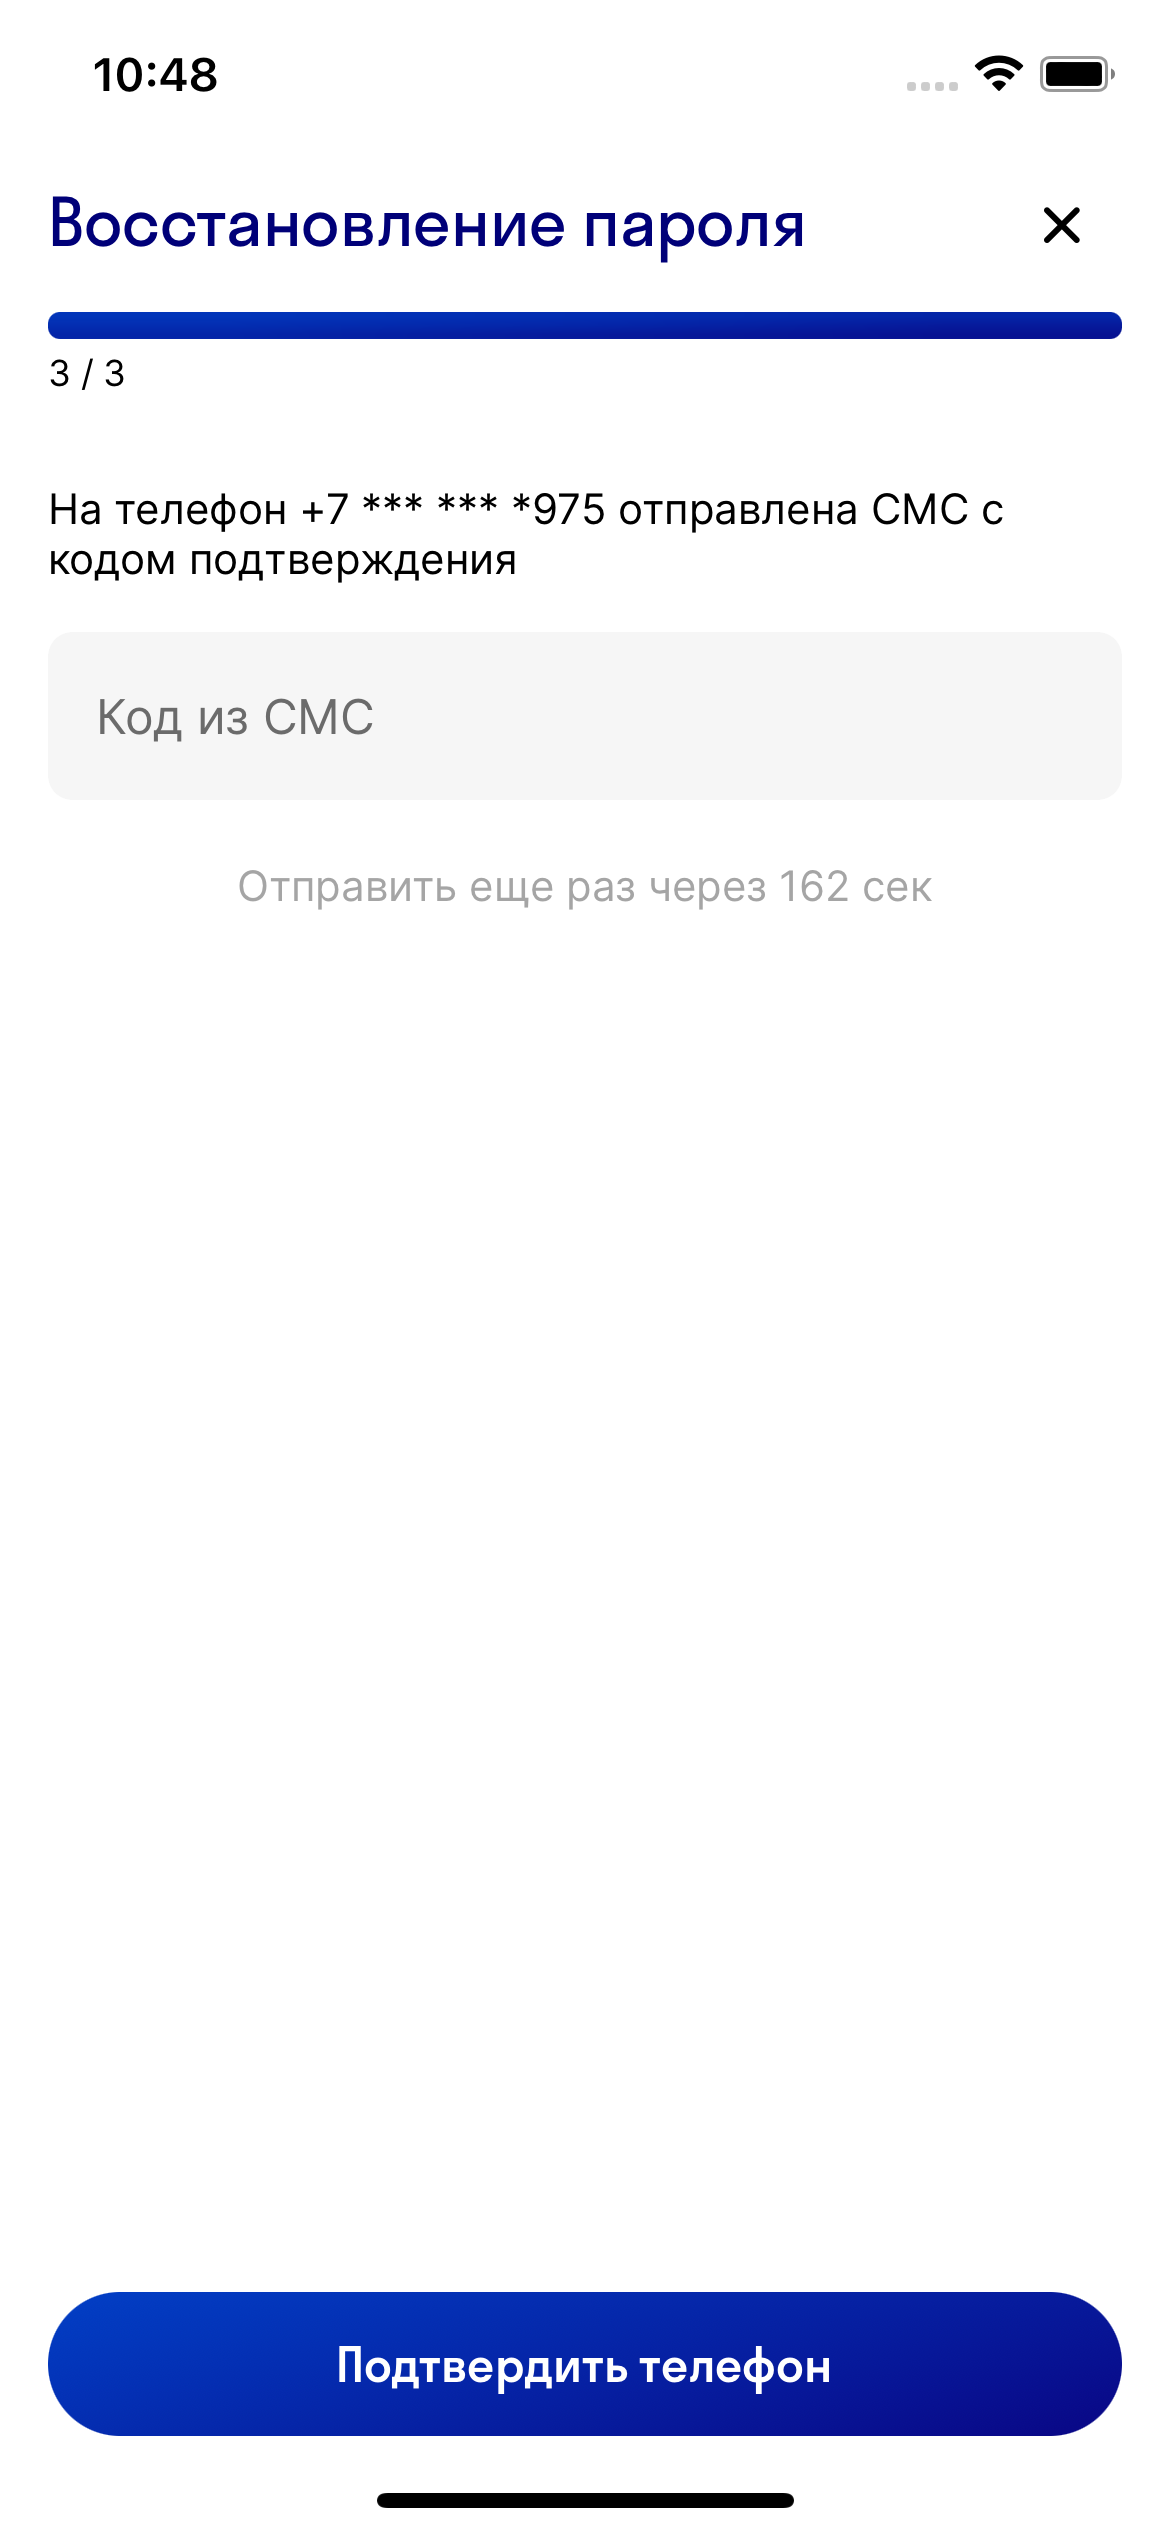 10:48
Восстановление пароля
3 / 3
На телефон +7 *** *** *975 отправлена СМС с
кодом подтверждения
Код из СМС
Отправить еще раз через 162 сек
Подтвердить телефон